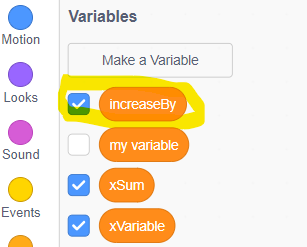 Variables
Motion
Make a Variable
increaseBy
Looks
my variable
Sound
xSum
Events
xVariable